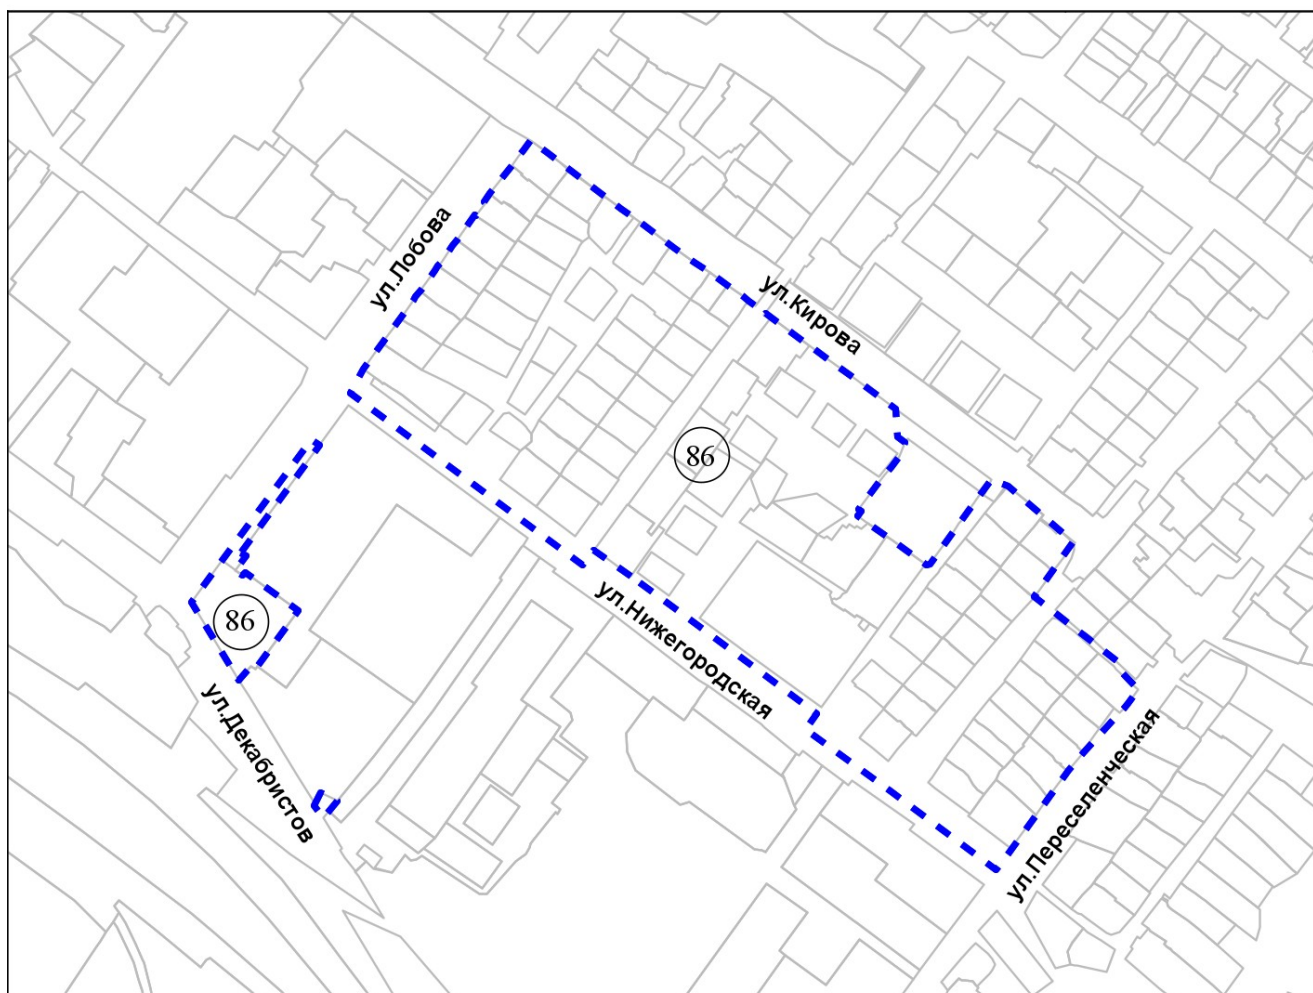 ул.Лобова
ул.Кирова
86
ул.Нижегородская
86
ул.Декабристов
ул.Переселенческая